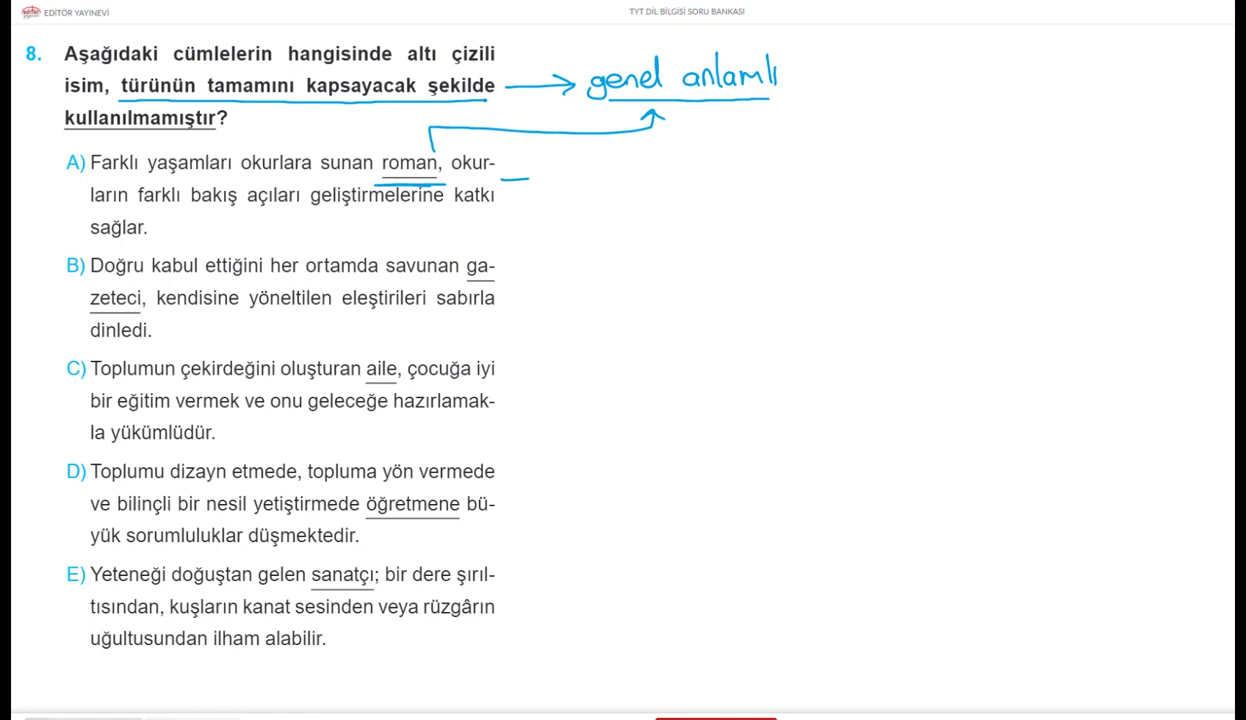 EDİTÖR YAYINEVİ
TYT DİL BİLGİSİ SORU BANKASI
8. Aşağıdaki cümlelerin hangisinde altı çizili
isim, türünün tamamını kapsayacak şekilde
genel anlamlı
kullanılmamıştır?
A) Farklı yaşamları okurlara sunan roman, okur-
ların farklı bakış açıları geliştirmelerine katkı
sağlar.
B) Doğru kabul ettiğini her ortamda savunan ga-
zeteci, kendisine yöneltilen eleştirileri sabırla
dinledi.
C) Toplumun çekirdeğini oluşturan aile, çocuğa iyi
bir eğitim vermek ve onu geleceğe hazırlamak-
la yükümlüdür.
D) Toplumu dizayn etmede, topluma yön vermede
ve bilinçli bir nesil yetiştirmede öğretmene bü-
yük sorumluluklar düşmektedir.
E) Yeteneği doğuştan gelen sanatçı; bir dere şırıl-
tısından, kuşların kanat sesinden veya rüzgârın
uğultusundan ilham alabilir.